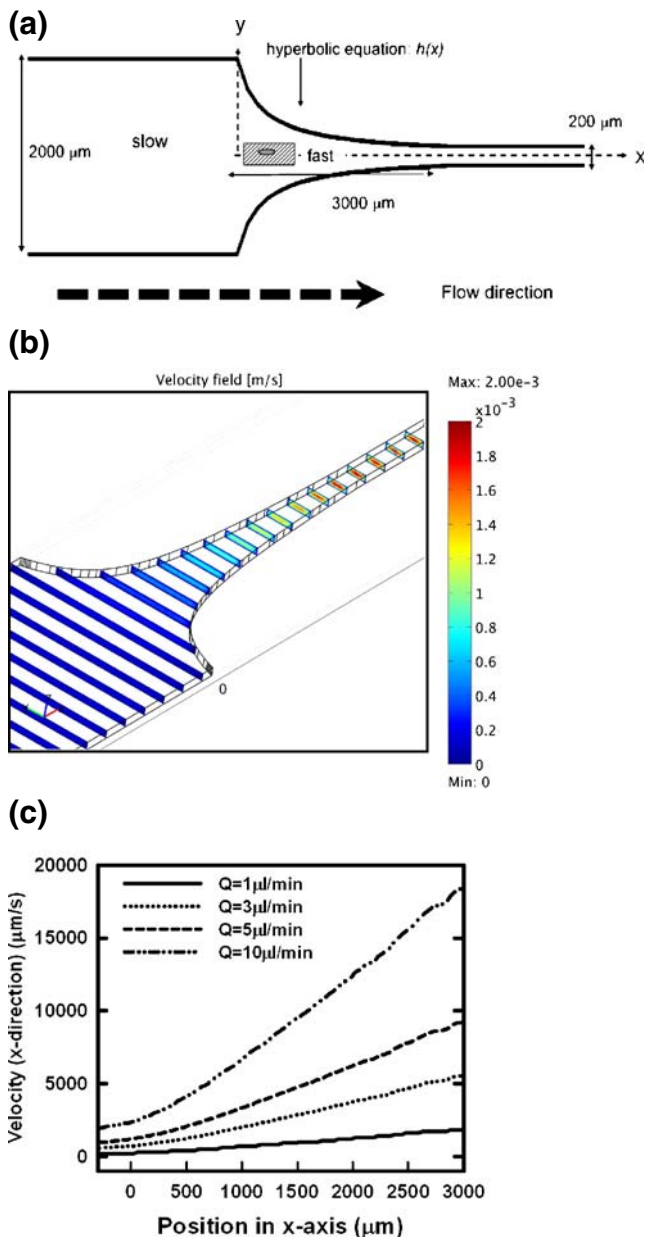 (a)
y
hyperbolic equation: h(x)
200 μm
2000 μm
slow
fast
x
3000 μm
Flow direction
(b)
Velocity field [m/s]
Max: 2.00e-3
×10⁻³
2
1.8
1.6
1.4
1.2
1
0.8
0.6
0.4
0.2
0
Min: 0
0
(c)
20000
15000
10000
5000
0
Velocity (x-direction) (μm/s)
Q=1μl/min
Q=3μl/min
Q=5μl/min
Q=10μl/min
0 500 1000 1500 2000 2500 3000
Position in x-axis (μm)